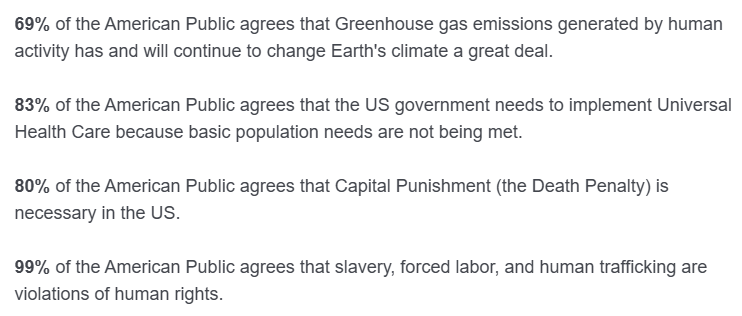 69% of the American Public agrees that Greenhouse gas emissions generated by human
activity has and will continue to change Earth's climate a great deal.
83% of the American Public agrees that the US government needs to implement Universal
Health Care because basic population needs are not being met.
80% of the American Public agrees that Capital Punishment (the Death Penalty) is
necessary in the US.
99% of the American Public agrees that slavery, forced labor, and human trafficking are
violations of human rights.